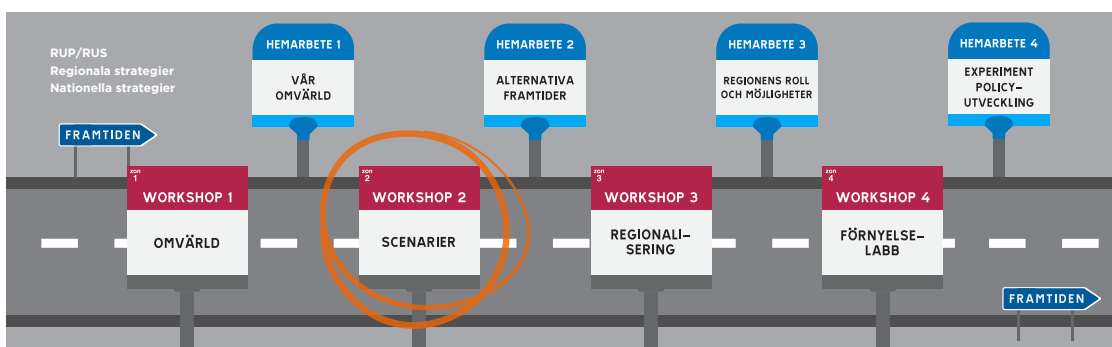 RUP/RUS
Regionala strategier
Nationella strategier
FRAMTIDEN
HEMARBETE 1
VÅR
OMVÄRLD
HEMARBETE 2
ALTERNATIVA
FRAMTIDER
HEMARBETE 3
REGIONENS ROLL
OCH MÖJLIGHETER
HEMARBETE 4
EXPERIMENT
POLICY-
UTVECKLING
zon
1
WORKSHOP 1
OMVÄRLD
zon
2
WORKSHOP 2
SCENARIER
zon
3
WORKSHOP 3
REGIONALI-
SERING
zon
4
WORKSHOP 4
FÖRNYELSE-
LABB
FRAMTIDEN